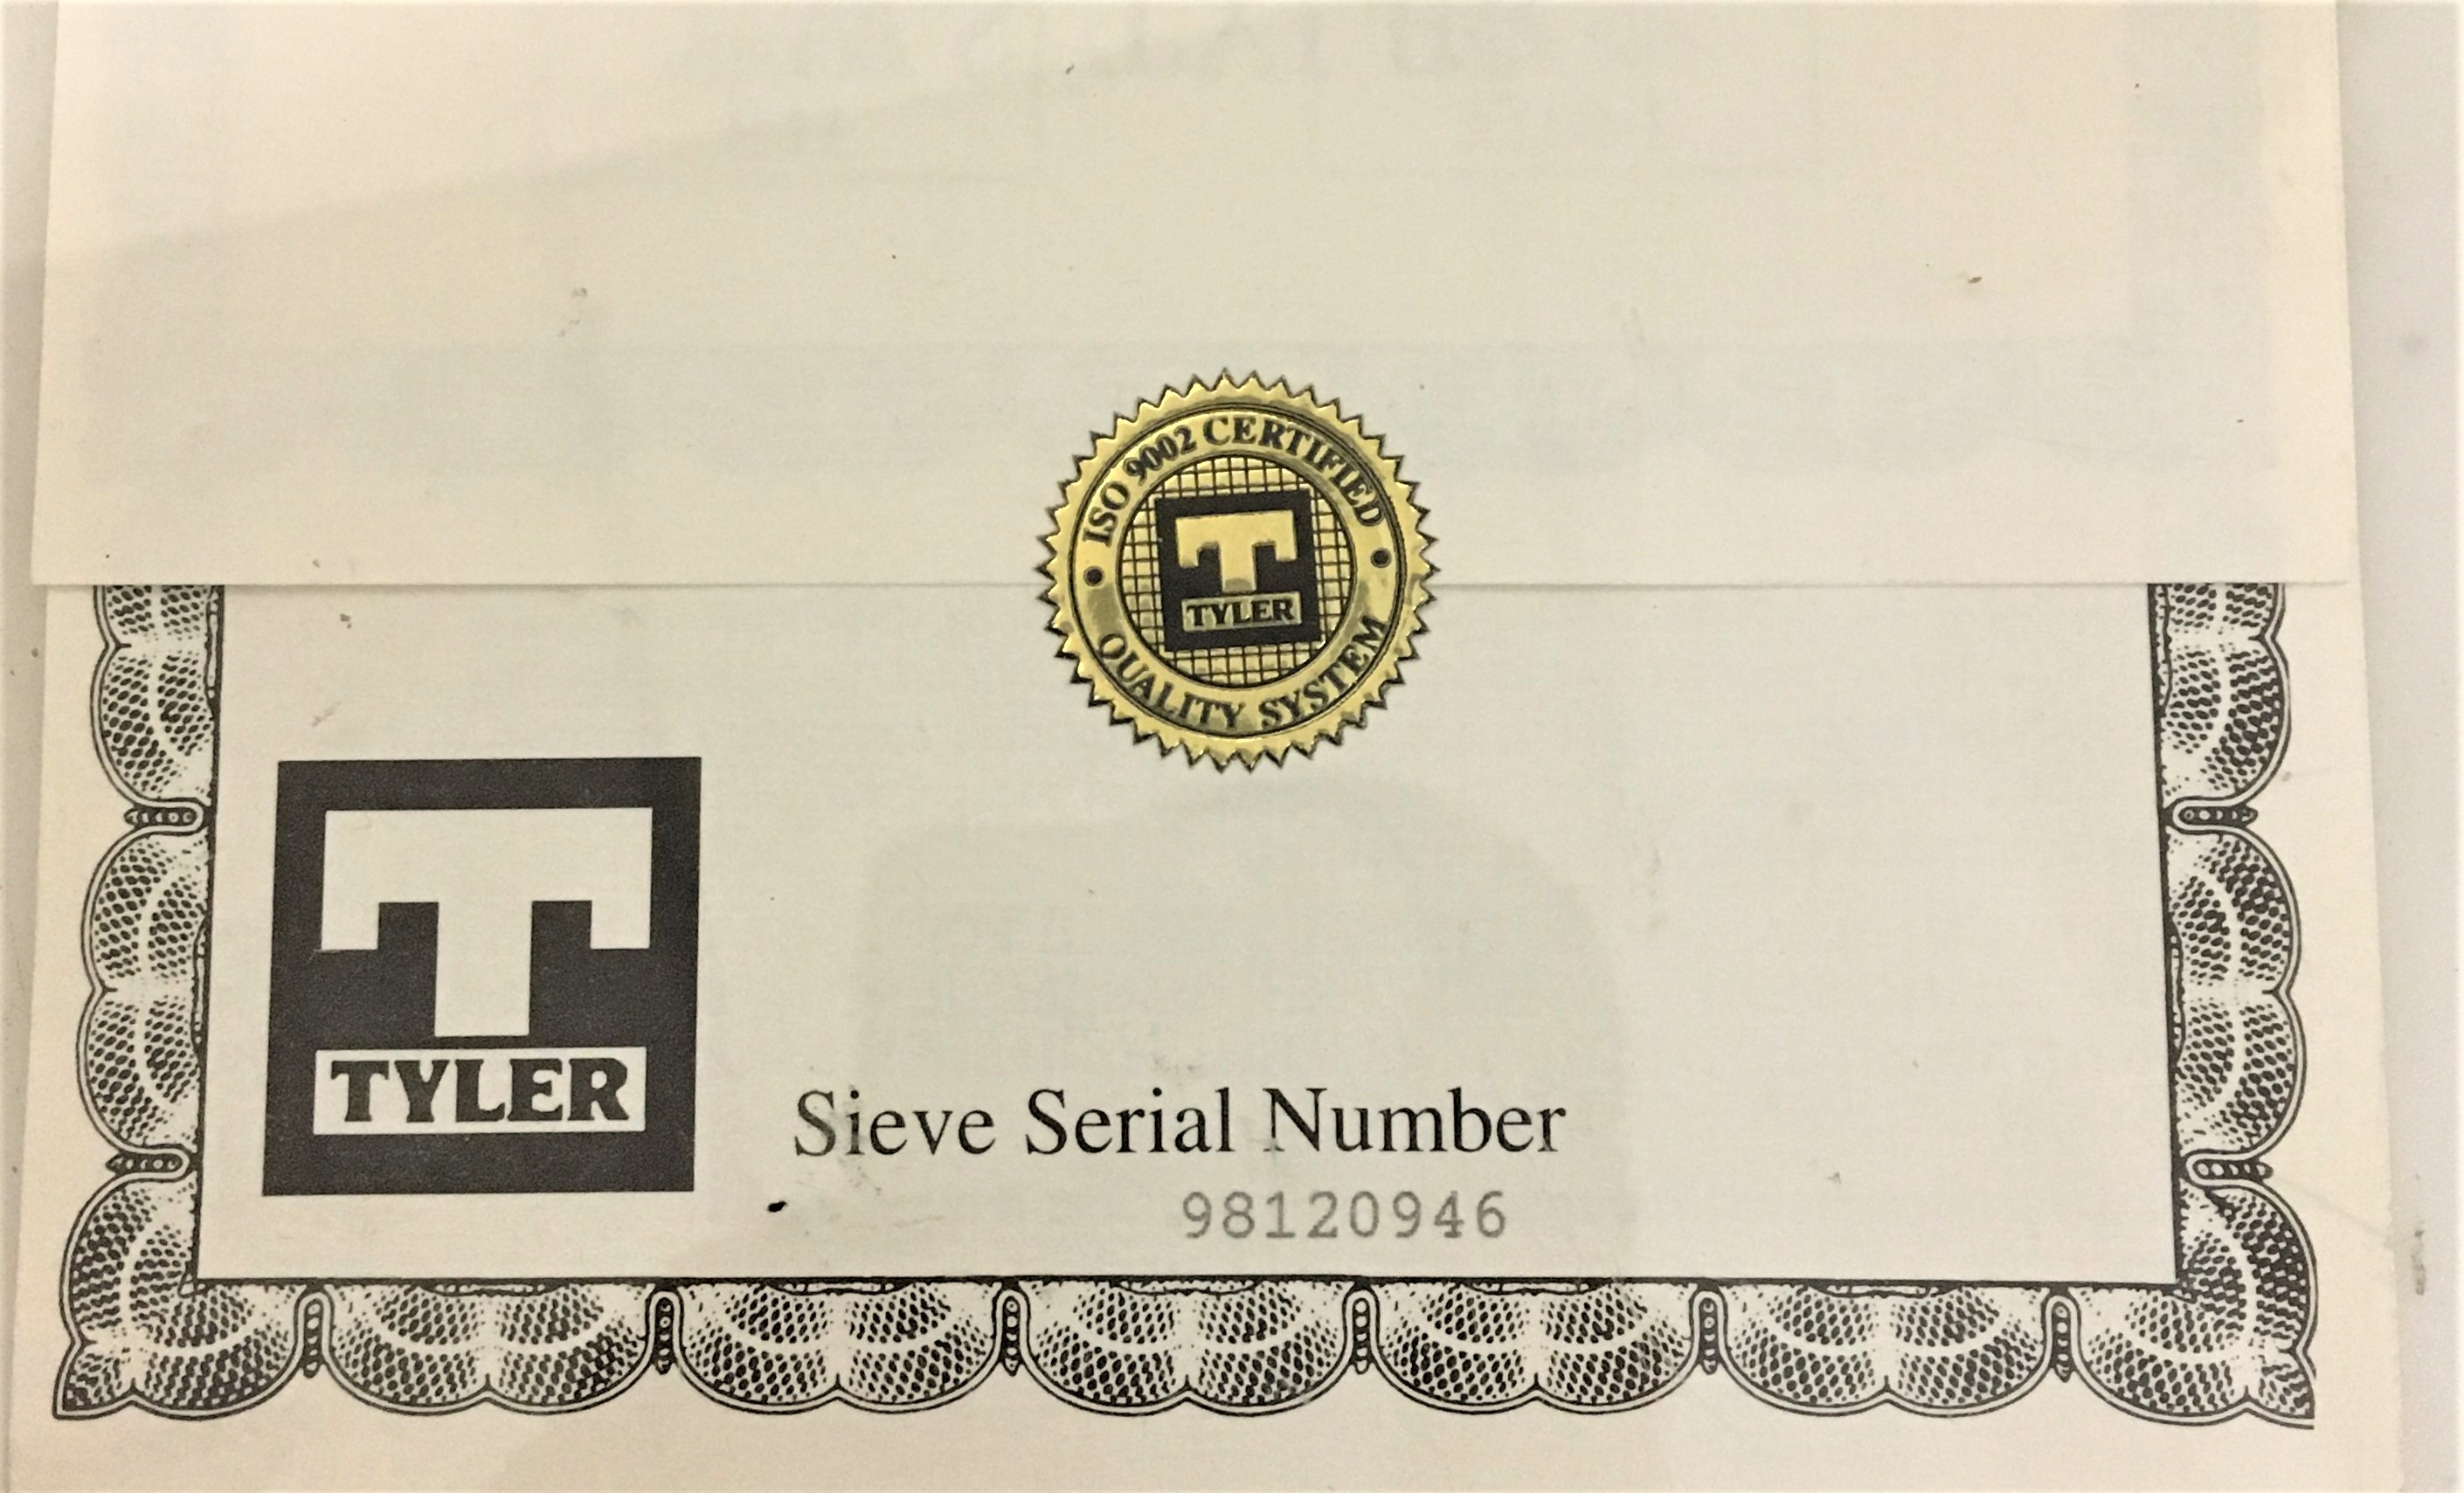 ISO 9002 CERTIFIED
T
TYLER
QUALITY SYSTEM
T
TYLER
Sieve Serial Number
98120946